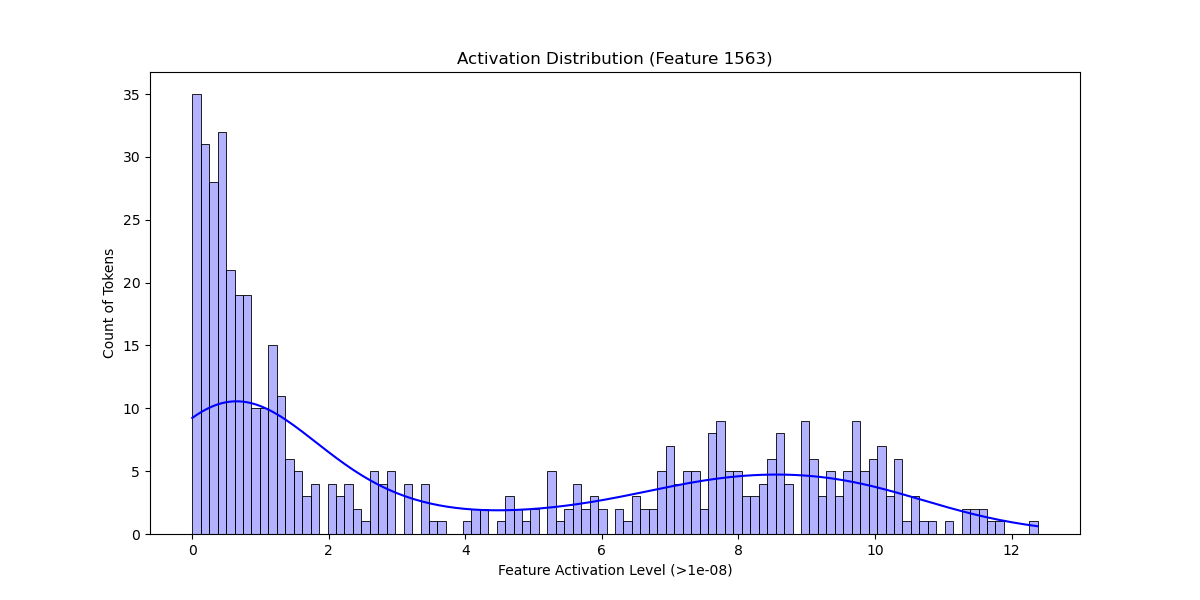 Activation Distribution (Feature 1563)
Count of Tokens
35
30
25
20
15
10
5
0
0 2 4 6 8 10 12
Feature Activation Level (>1e-08)